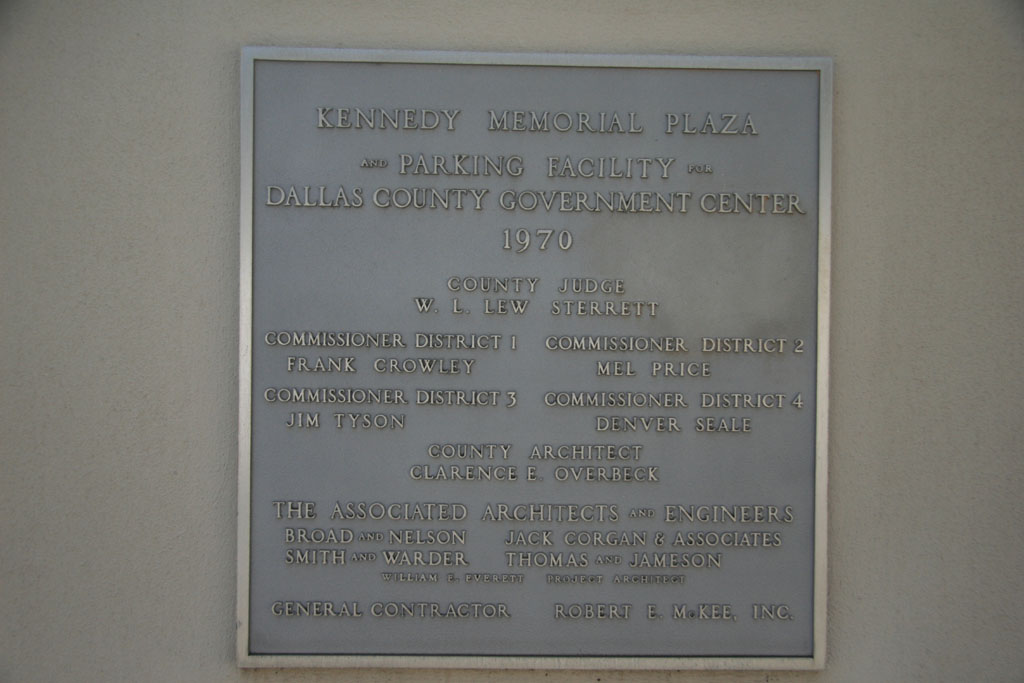 KENNEDY MEMORIAL PLAZA
AND PARKING FACILITY FOR
DALLAS COUNTY GOVERNMENT CENTER
1970
COUNTY JUDGE
W. L. LEW STERRETT
COMMISSIONER DISTRICT 1 COMMISSIONER DISTRICT 2
FRANK CROWLEY MEL PRICE
COMMISSIONER DISTRICT 3 COMMISSIONER DISTRICT 4
JIM TYSON DENVER SEALE
COUNTY ARCHITECT
CLARENCE E. OVERBECK
THE ASSOCIATED ARCHITECTS AND ENGINEERS
BROAD AND NELSON JACK CORGAN & ASSOCIATES
SMITH AND WARDER THOMAS AND JAMESON
WILLIAM E. EVERETT PROJECT ARCHITECT
GENERAL CONTRACTOR ROBERT E. McKEE, INC.